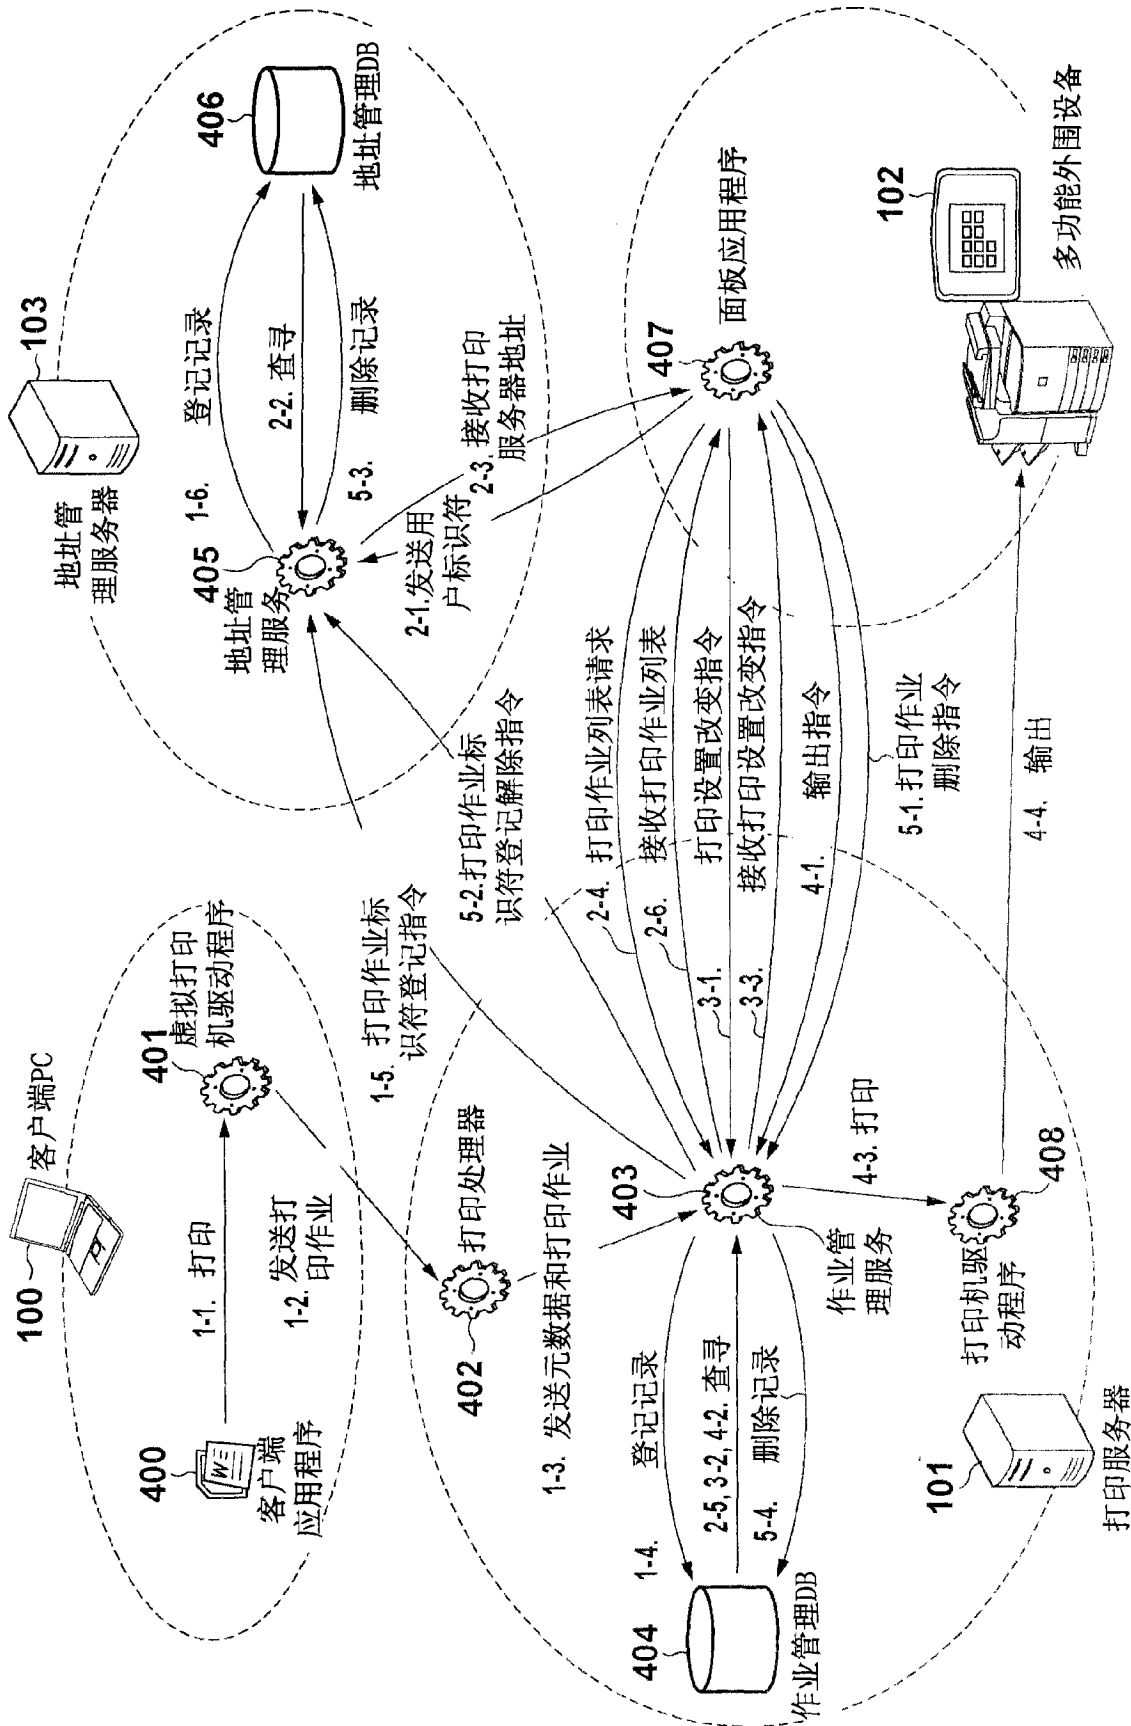 100
客户端PC
400
客户端
应用程序
1-1. 打印
401
虚拟打印
机驱动程序
1-2. 发送打
印作业
103
地址管
理服务器
405
地址管
理服务
1-6. 登记记录
2-2. 查寻
5-3. 删除记录
406
地址管理DB
1-5. 打印作业标
识符登记指令
5-2.打印作业标
识符登记解除指令
2-1.发送用
户标识符
2-3. 接收打印
服务器地址
402
打印处理器
1-3. 发送元数据和打印作业
403
作业管
理服务
1-4. 登记记录
2-5, 3-2, 4-2. 查寻
5-4. 删除记录
404
作业管理DB
2-4. 打印作业列表请求
2-6. 接收打印作业列表
3-1. 打印设置改变指令
3-3. 接收打印设置改变指令
4-1. 输出指令
5-1. 打印作业
删除指令
407
面板应用程序
4-3. 打印
408
打印机驱
动程序
4-4. 输出
101
打印服务器
102
多功能外围设备